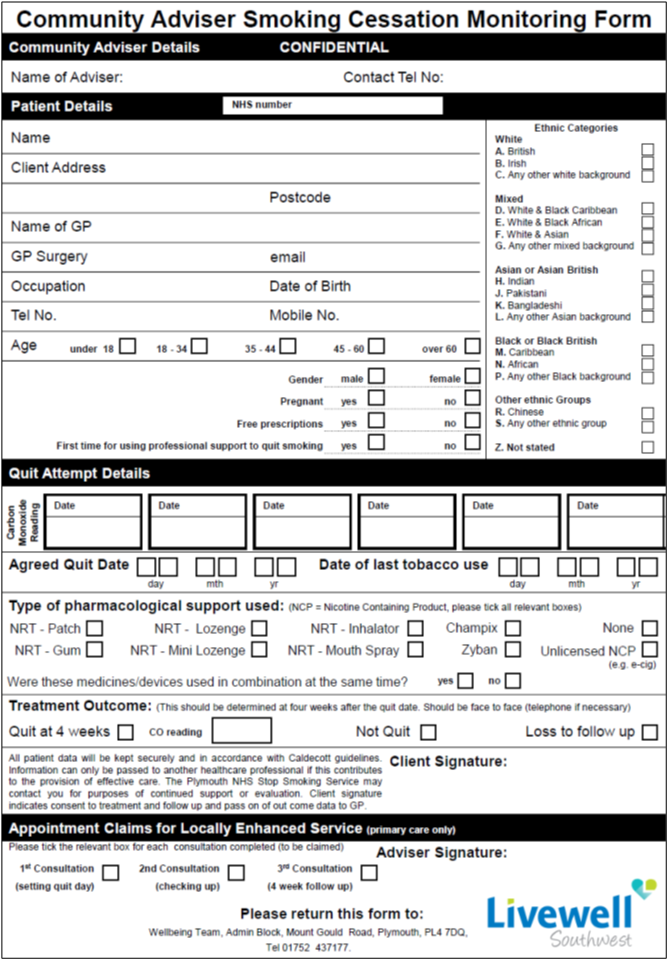 Community Adviser Smoking Cessation Monitoring Form
Community Adviser Details CONFIDENTIAL
Name of Adviser: Contact Tel No:
Patient Details NHS number
Name
Client Address
Postcode
Name of GP
GP Surgery email
Occupation Date of Birth
Tel No. Mobile No.
Age under 18 18 - 34 35 - 44 45 - 60 over 60
Gender male female
Pregnant yes no
Free prescriptions yes no
First time for using professional support to quit smoking yes no
Ethnic Categories
White
A. British
B. Irish
C. Any other white background
Mixed
D. White & Black Caribbean
E. White & Black African
F. White & Asian
G. Any other mixed background
Asian or Asian British
H. Indian
J. Pakistani
K. Bangladeshi
L. Any other Asian background
Black or Black British
M. Caribbean
N. African
P. Any other Black background
Other ethnic Groups
R. Chinese
S. Any other ethnic group
Z. Not stated
Quit Attempt Details
Carbon
Monoxide
Reading
Date Date Date Date Date Date
Agreed Quit Date Date of last tobacco use
day mth yr day mth yr
Type of pharmacological support used: (NCP = Nicotine Containing Product, please tick all relevant boxes)
NRT - Patch NRT - Lozenge NRT - Inhalator Champix None
NRT - Gum NRT - Mini Lozenge NRT - Mouth Spray Zyban Unlicensed NCP
(e.g. e-cig)
Were these medicines/devices used in combination at the same time? yes no
Treatment Outcome: (This should be determined at four weeks after the quit date. Should be face to face (telephone if necessary)
Quit at 4 weeks CO reading Not Quit Loss to follow up
All patient data will be kept securely and in accordance with Caldecott guidelines.
Information can only be passed to another healthcare professional if this contributes
to the provision of effective care. The Plymouth NHS Stop Smoking Service may
contact you for purposes of continued support or evaluation. Client signature
indicates consent to treatment and follow up and pass on of out come data to GP.
Client Signature:
Appointment Claims for Locally Enhanced Service (primary care only)
Please tick the relevant box for each consultation completed (to be claimed)
Adviser Signature:
1st Consultation 2nd Consultation 3rd Consultation
(setting quit day) (checking up) (4 week follow up)
Please return this form to:
Wellbeing Team, Admin Block, Mount Gould Road, Plymouth, PL4 7DQ,
Tel 01752 437177.
Livewell
Southwest